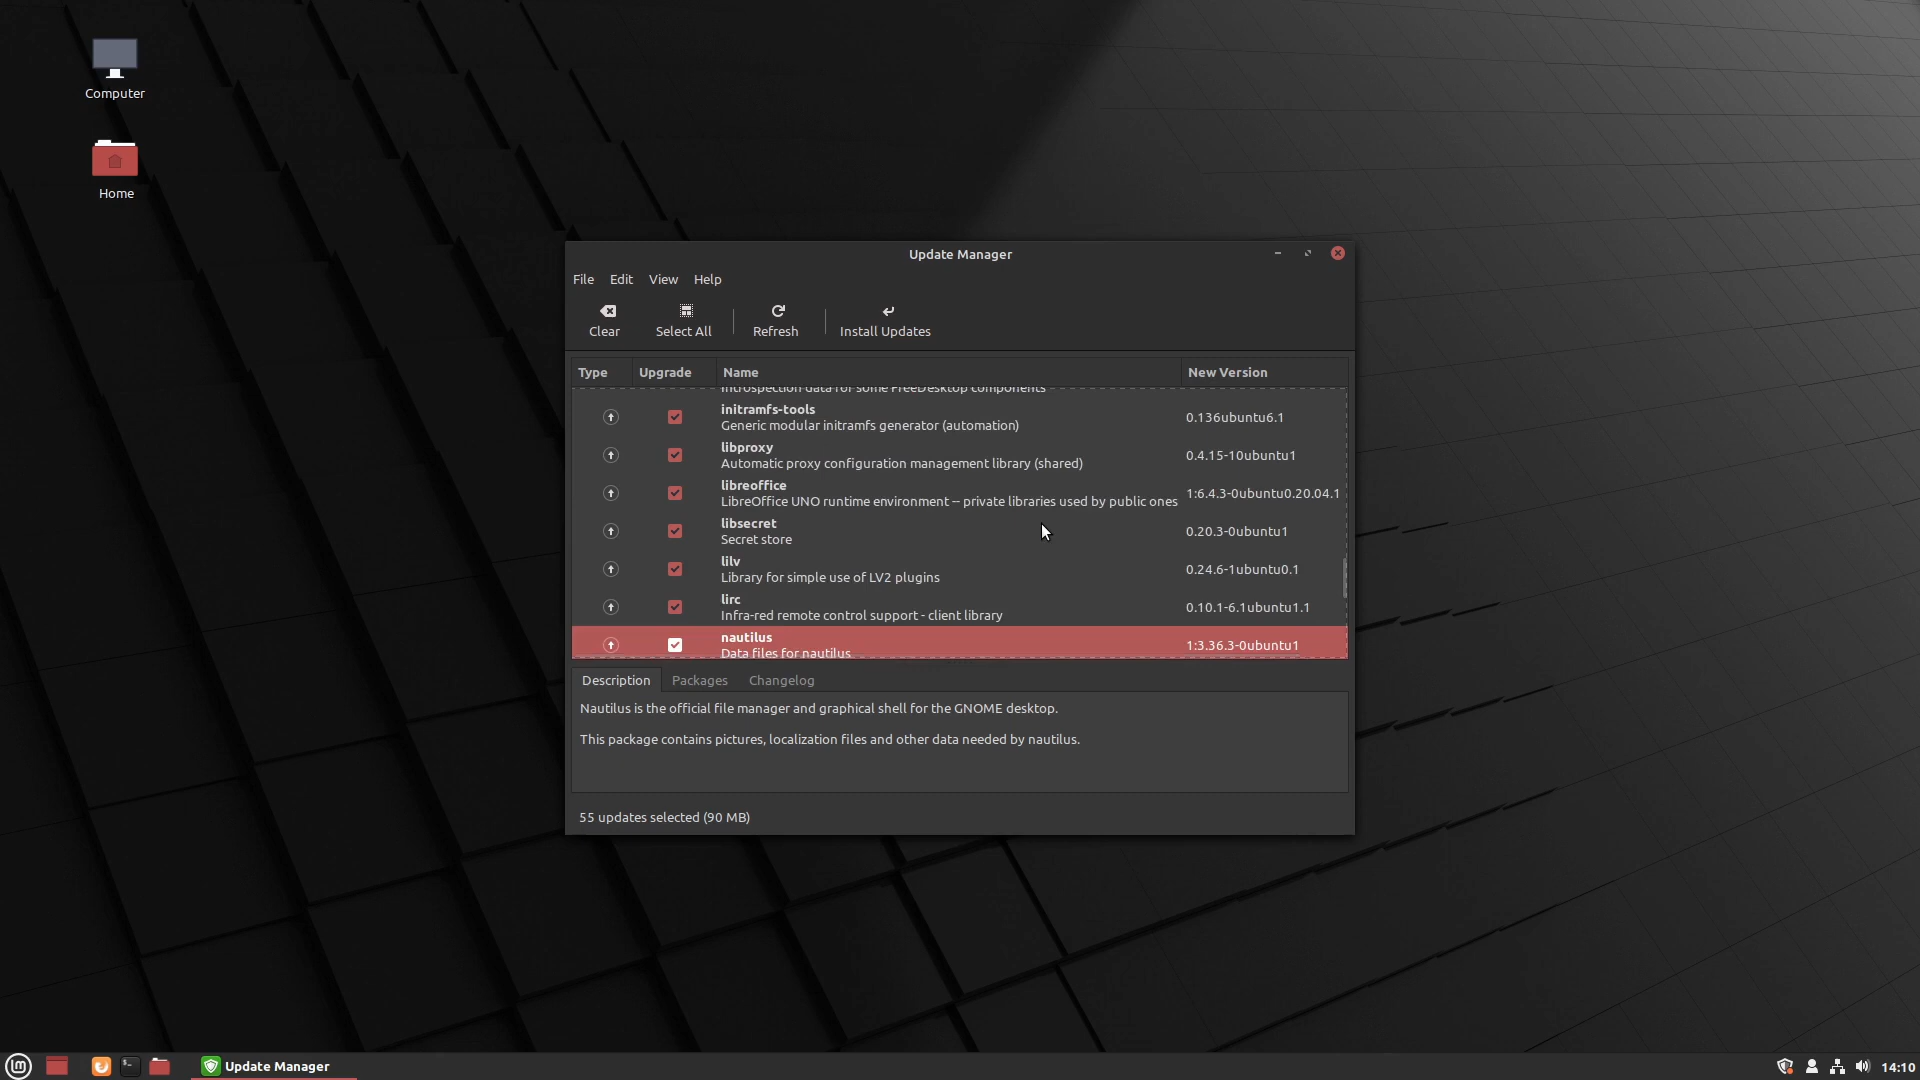 Computer
Home
Update Manager
File Edit View Help
Clear Select All Refresh Install Updates
Type Upgrade Name New Version
Introspection data for some FreeDesktop components
initramfs-tools
Generic modular initramfs generator (automation) 0.136ubuntu6.1
libproxy
Automatic proxy configuration management library (shared) 0.4.15-10ubuntu1
libreoffice
LibreOffice UNO runtime environment -- private libraries used by public ones 1:6.4.3-0ubuntu0.20.04.1
libsecret
Secret store 0.20.3-0ubuntu1
lilv
Library for simple use of LV2 plugins 0.24.6-1ubuntu0.1
lirc
Infra-red remote control support - client library 0.10.1-6.1ubuntu1.1
nautilus
Data files for nautilus 1:3.36.3-0ubuntu1
Description Packages Changelog
Nautilus is the official file manager and graphical shell for the GNOME desktop.
This package contains pictures, localization files and other data needed by nautilus.
55 updates selected (90 MB)
Update Manager 14:10